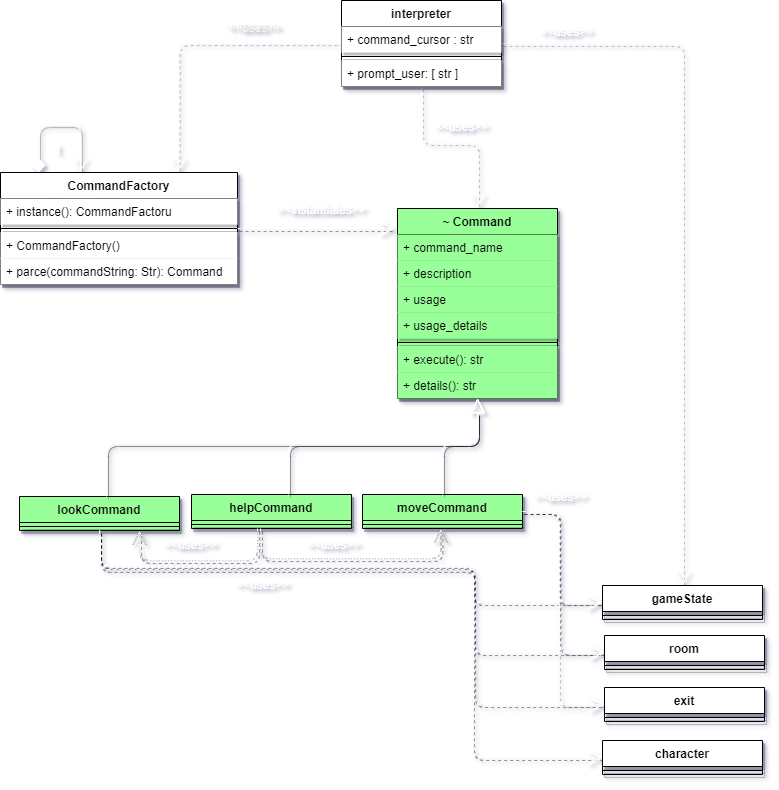 interpreter
+ command_cursor : str
+ prompt_user: [ str ]
<<uses>>
<<uses>>
<<uses>>
1
CommandFactory
+ instance(): CommandFactoru
+ CommandFactory()
+ parce(commandString: Str): Command
<<instantiates>>
~ Command
+ command_name
+ description
+ usage
+ usage_details
+ execute(): str
+ details(): str
lookCommand
helpCommand
moveCommand
<<uses>>
<<uses>>
<<uses>>
<<uses>>
gameState
room
exit
character